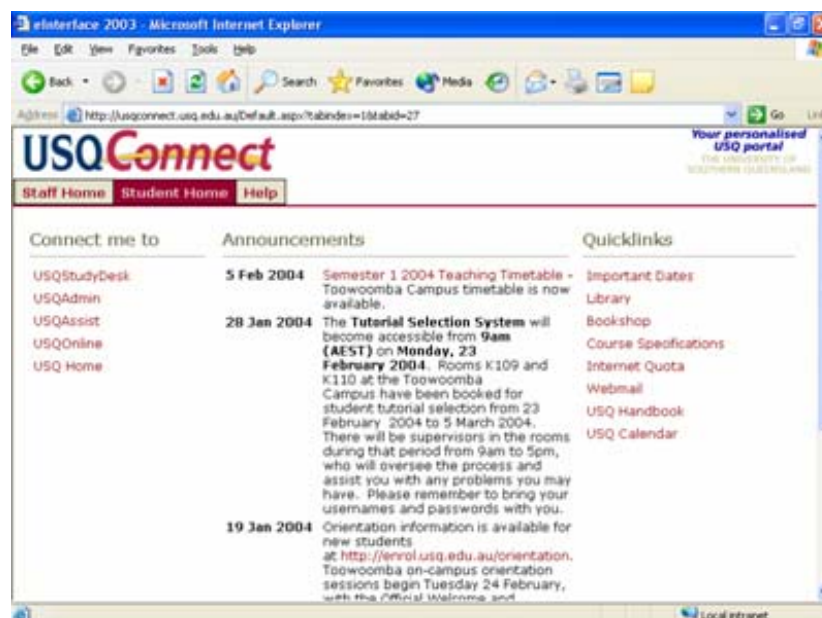 eInterface 2003 - Microsoft Internet Explorer
File Edit View Favorites Tools Help
Back Search Favorites Media
Address http://usqconnect.usq.edu.au/Default.aspx?tabindex=1&tabid=27 Go
USQConnect
Your personalised
USQ portal
THE UNIVERSITY OF
SOUTHERN QUEENSLAND
Staff Home Student Home Help
Connect me to
USQStudyDesk
USQAdmin
USQAssist
USQOnline
USQ Home
Announcements
5 Feb 2004 Semester 1 2004 Teaching Timetable -
Toowoomba Campus timetable is now
available.
28 Jan 2004 The Tutorial Selection System will
become accessible from 9am
(AEST) on Monday, 23
February 2004. Rooms K109 and
K110 at the Toowoomba
Campus have been booked for
student tutorial selection from 23
February 2004 to 5 March 2004.
There will be supervisors in the rooms
during that period from 9am to 5pm,
who will oversee the process and
assist you with any problems you may
have. Please remember to bring your
usernames and passwords with you.
19 Jan 2004 Orientation information is available for
new students
at http://enrol.usq.edu.au/orientation.
Toowoomba on-campus orientation
sessions begin Tuesday 24 February,
with the Official Welcome and
Quicklinks
Important Dates
Library
Bookshop
Course Specifications
Internet Quota
Webmail
USQ Handbook
USQ Calendar
Local intranet